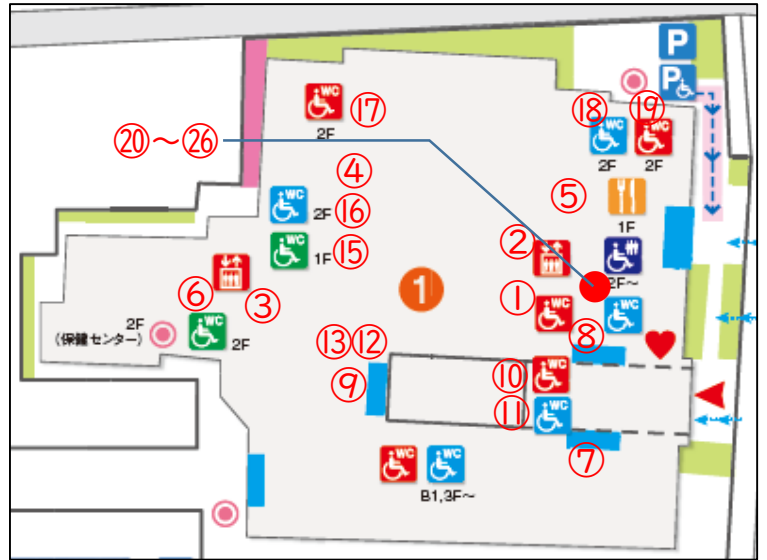 P
P
WC
⑰
2F
⑱
WC
⑲
WC
2F
2F
⑳～㉖
④
⑤
1F
WC
2F
⑯
WC
1F
⑮
②
2F～
⑥
③
①
①
WC
⑧
WC
2F
(保健センター)
WC
2F
⑬⑫
⑨
⑩
WC
⑪
WC
⑦
WC
WC
B1,3F～